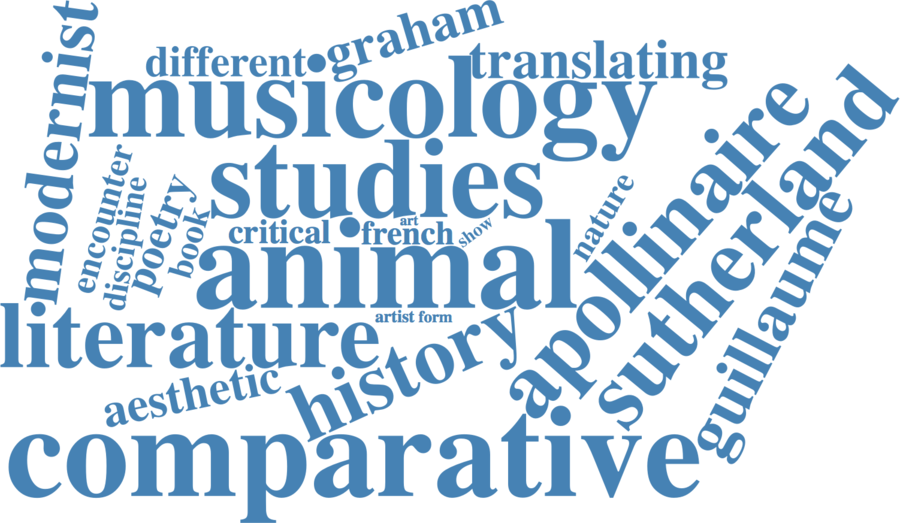 modernist
different
graham
translating
musicology
studies
encounter
discipline
poetry
book
critical
art
french
show
nature
animal
apollinaire
sutherland
guillaume
literature
artist form
history
aesthetic
comparative